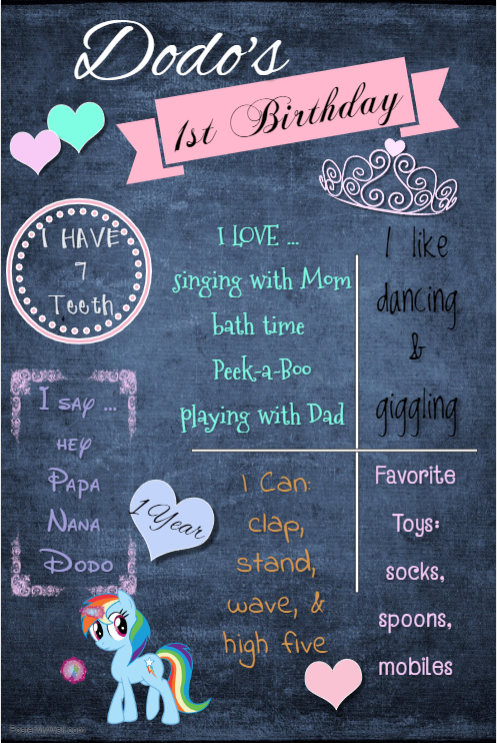 Dodo's
1st Birthday
I HAVE
7
Teeth
I LOVE ...
singing with Mom
bath time
Peek-a-Boo
playing with Dad
I like
dancing
&
giggling
I say ...
hey
Papa
Nana
Dodo
1 Year
I Can:
clap,
stand,
wave, &
high five
Favorite
Toys:
socks,
spoons,
mobiles
PosterMyWall.com